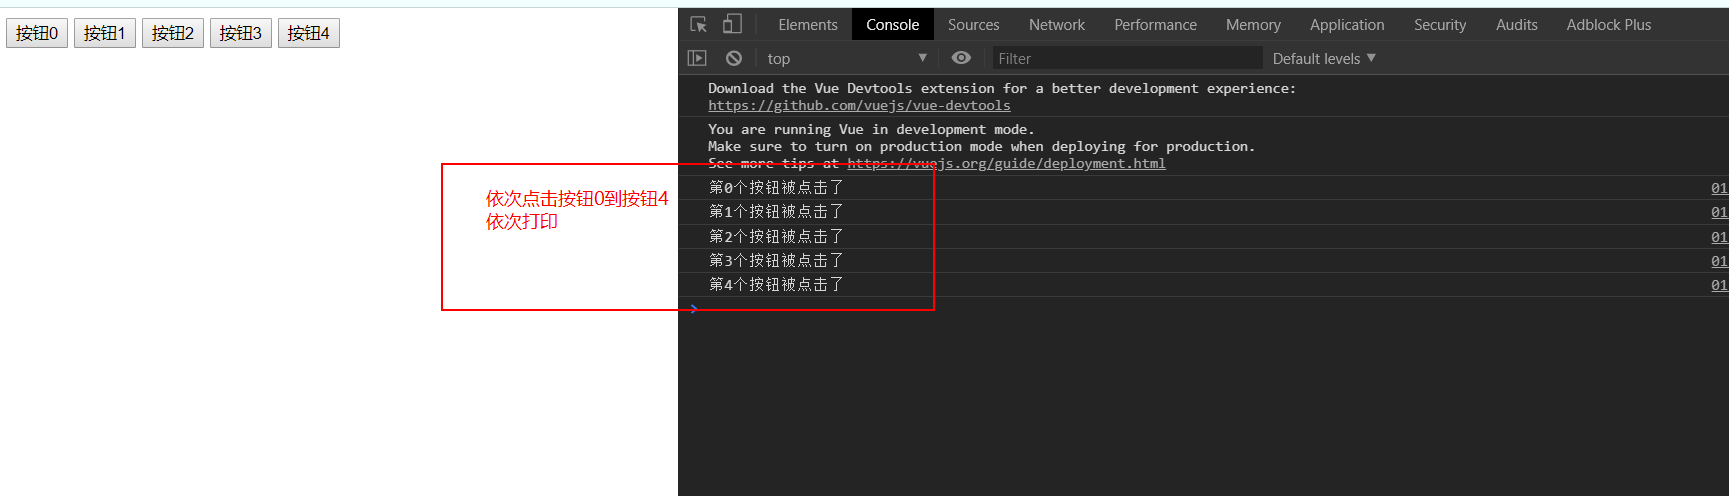 按钮0 按钮1 按钮2 按钮3 按钮4
Elements Console Sources Network Performance Memory Application Security Audits Adblock Plus
top Filter Default levels
Download the Vue Devtools extension for a better development experience:
https://github.com/vuejs/vue-devtools
You are running Vue in development mode.
Make sure to turn on production mode when deploying for production.
See more tips at https://vuejs.org/guide/deployment.html
依次点击按钮0到按钮4
依次打印
第0个按钮被点击了 01
第1个按钮被点击了 01
第2个按钮被点击了 01
第3个按钮被点击了 01
第4个按钮被点击了 01